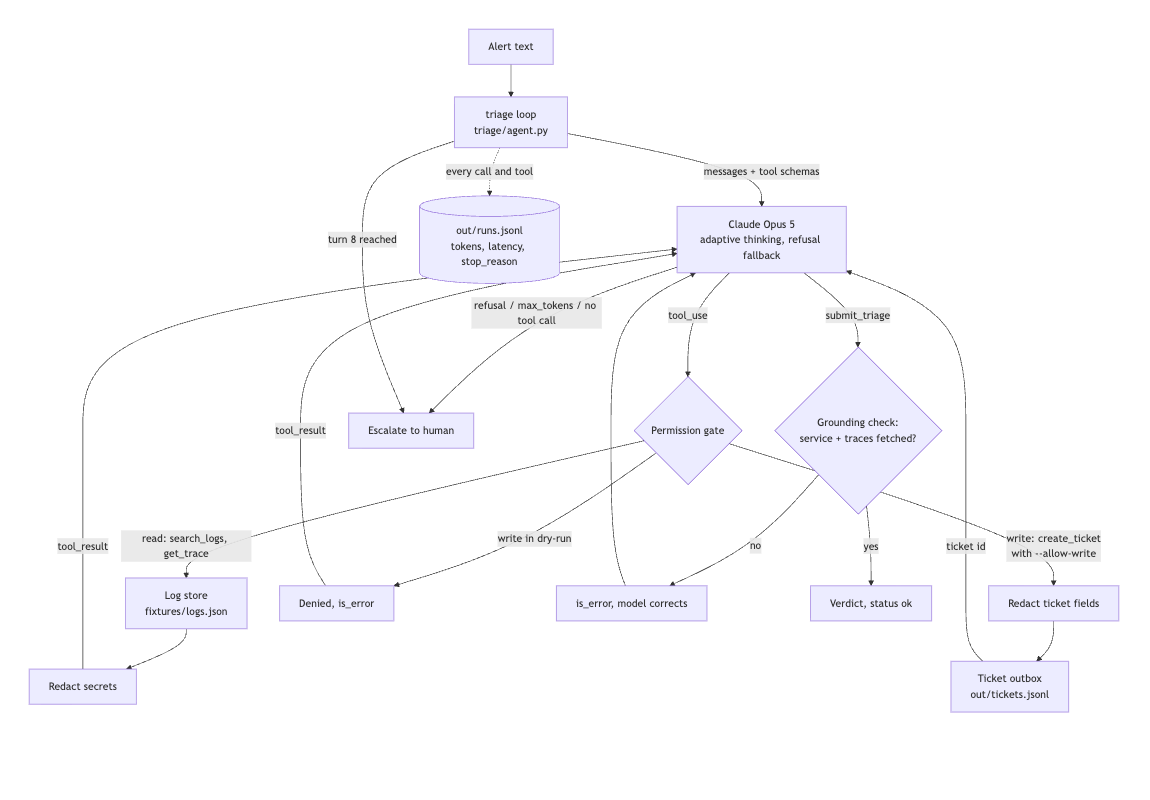 Alert text
triage loop
triage/agent.py
every call and tool
messages + tool schemas
turn 8 reached
out/runs.jsonl
tokens, latency,
stop_reason
Claude Opus 5
adaptive thinking, refusal
fallback
refusal / max_tokens / no
tool call
tool_use
submit_triage
tool_result
Escalate to human
Permission gate
Grounding check:
service + traces fetched?
tool_result
read: search_logs,
get_trace
write in dry-run
no
yes
ticket id
write: create_ticket
with --allow-write
Log store
fixtures/logs.json
Denied, is_error
is_error, model corrects
Verdict, status ok
Redact ticket fields
Redact secrets
Ticket outbox
out/tickets.jsonl